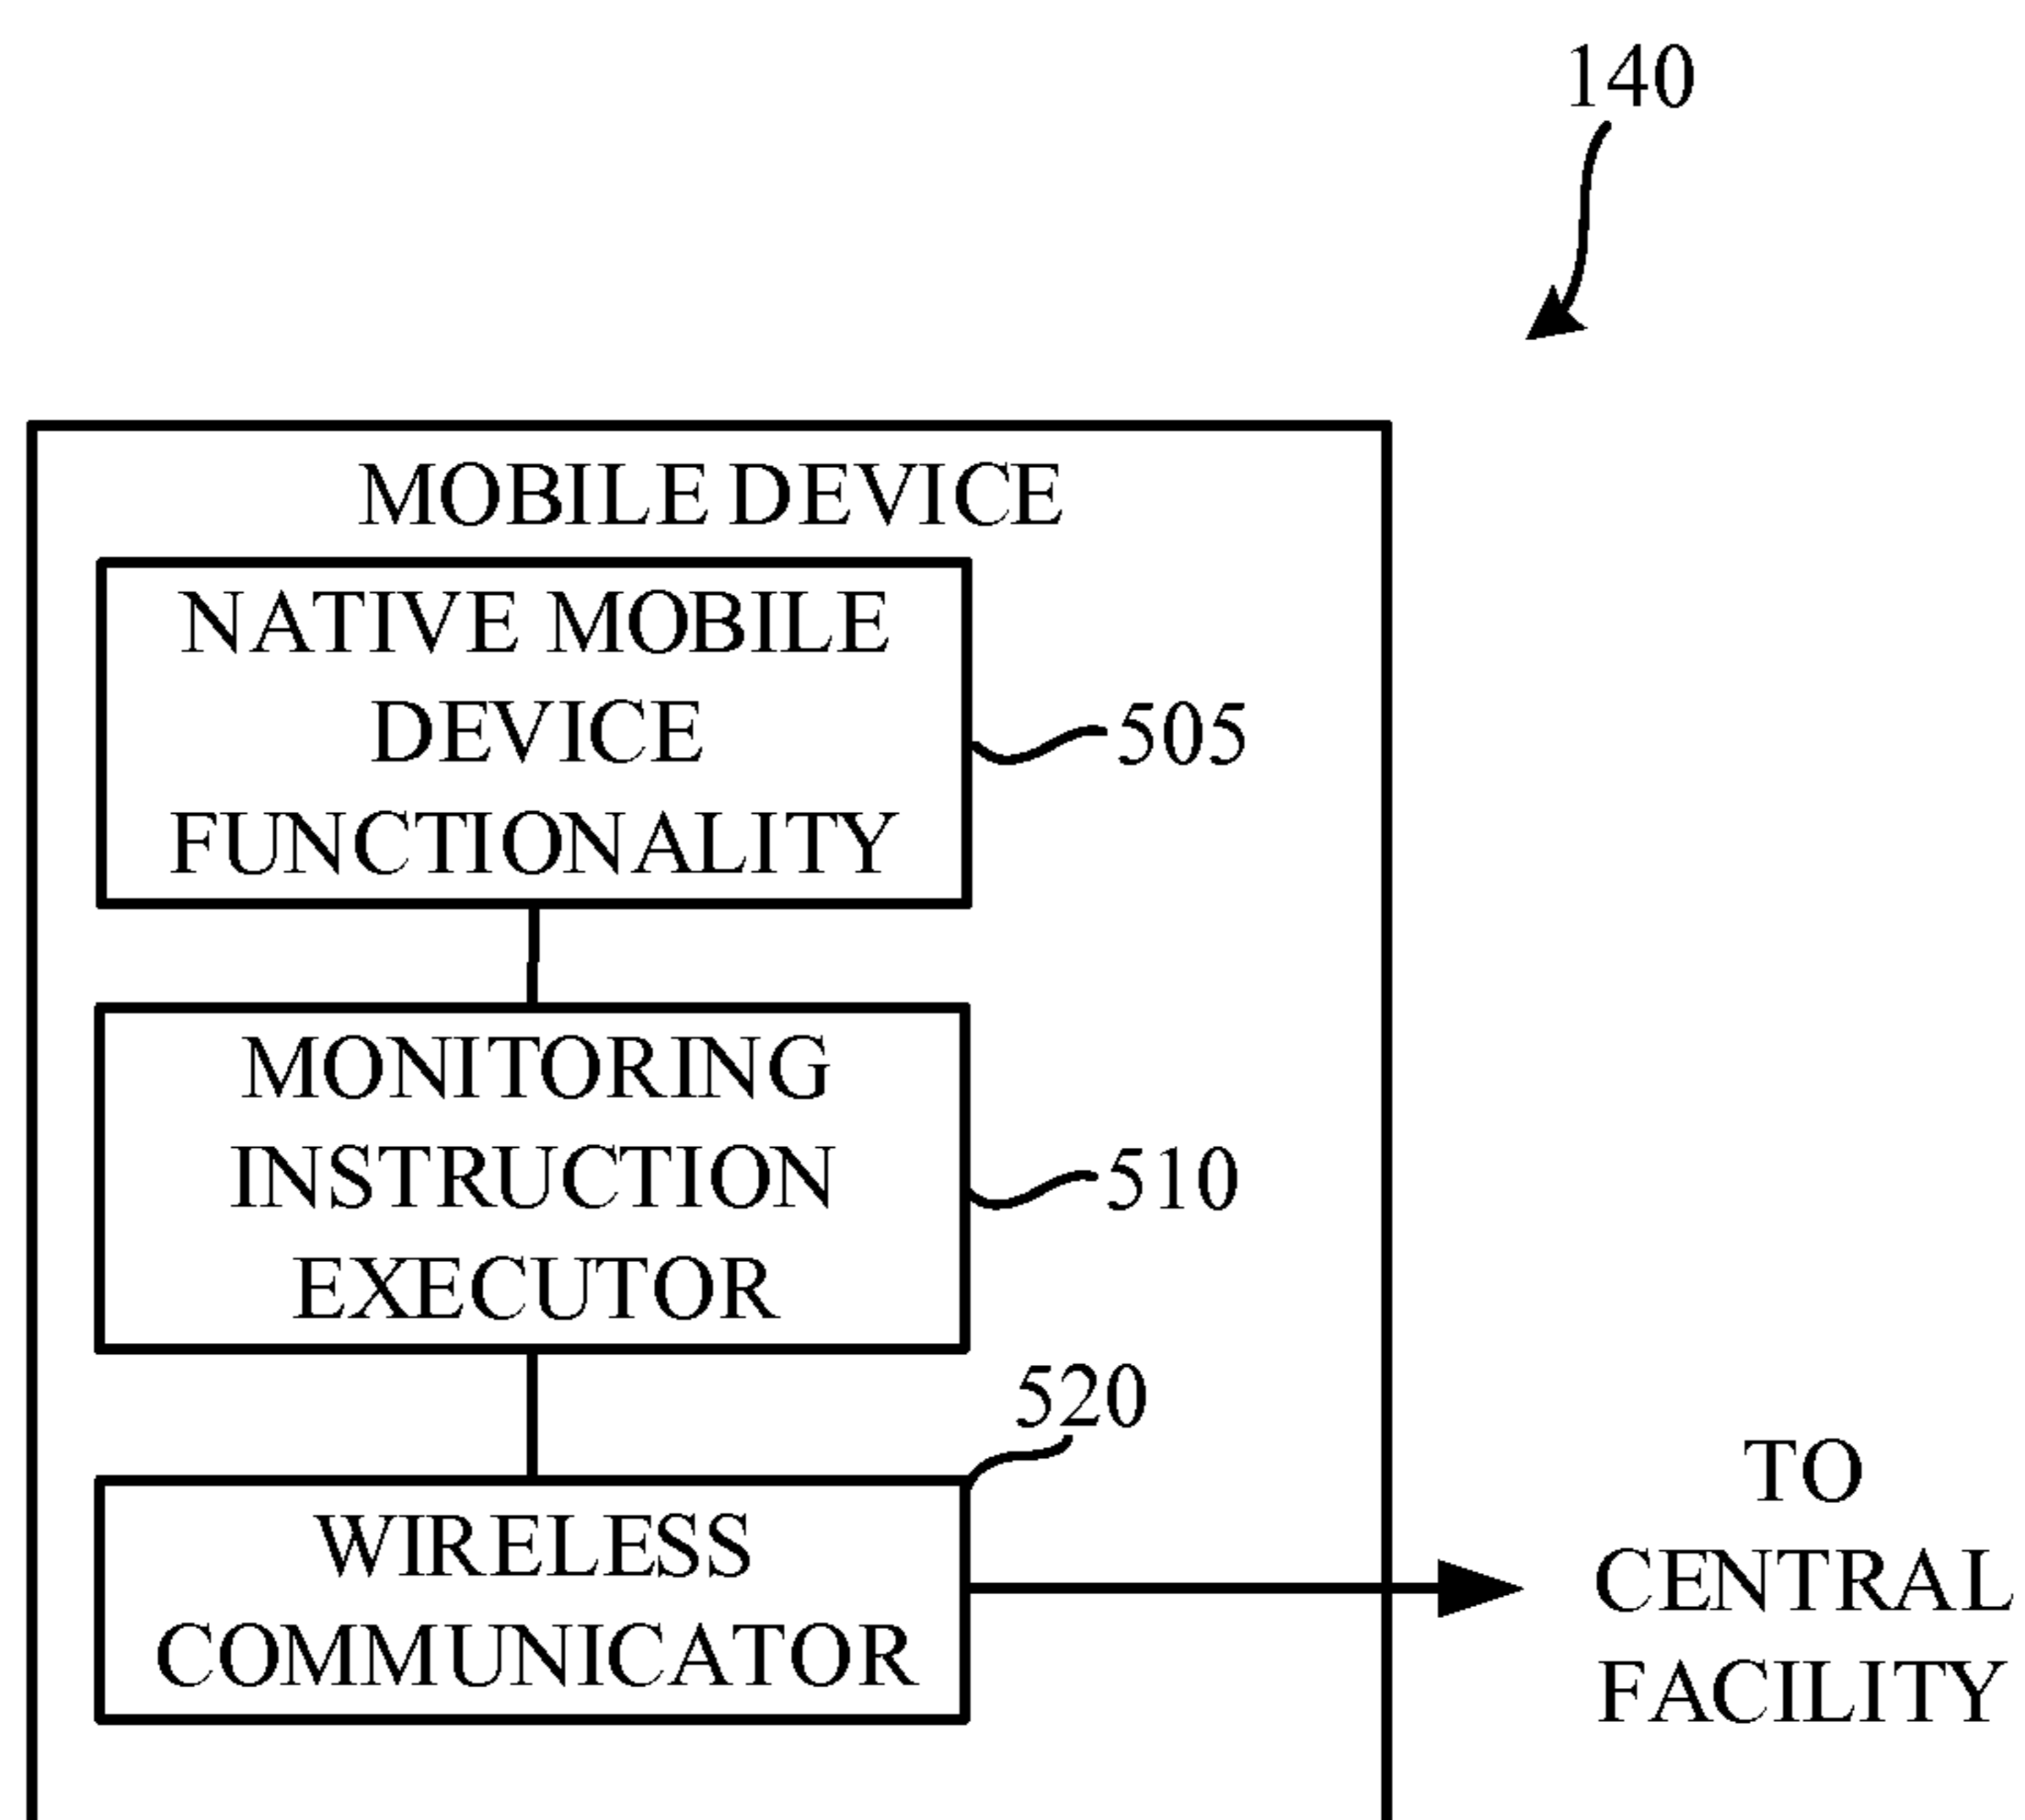 140
MOBILE DEVICE
NATIVE MOBILE
DEVICE
FUNCTIONALITY
505
MONITORING
INSTRUCTION
EXECUTOR
510
520
WIRELESS
COMMUNICATOR
TO
CENTRAL
FACILITY